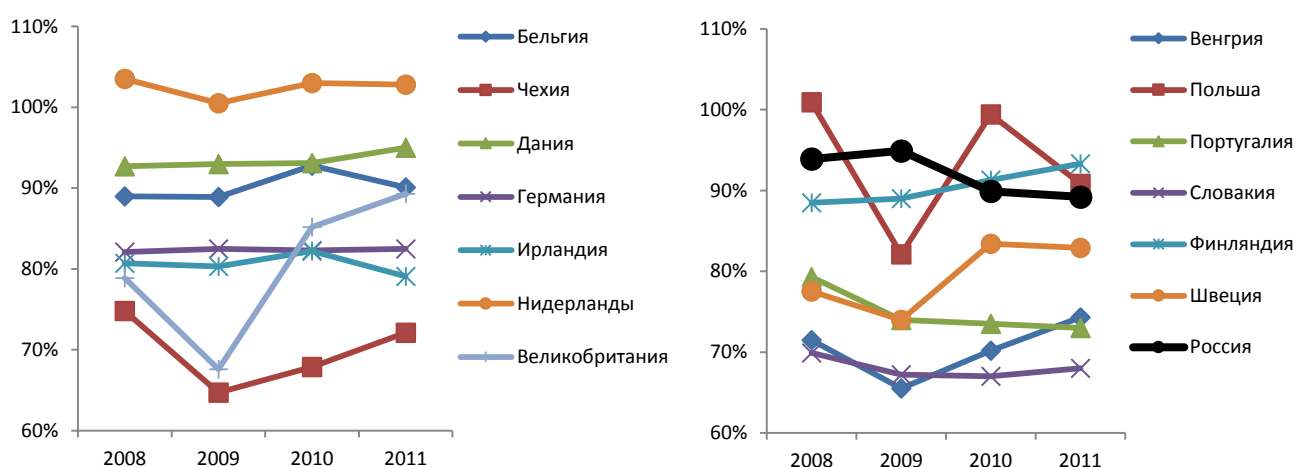 110%
100%
90%
80%
70%
60%
2008 2009 2010 2011
Бельгия
Чехия
Дания
Германия
Ирландия
Нидерланды
Великобритания
110%
100%
90%
80%
70%
60%
2008 2009 2010 2011
Венгрия
Польша
Португалия
Словакия
Финляндия
Швеция
Россия